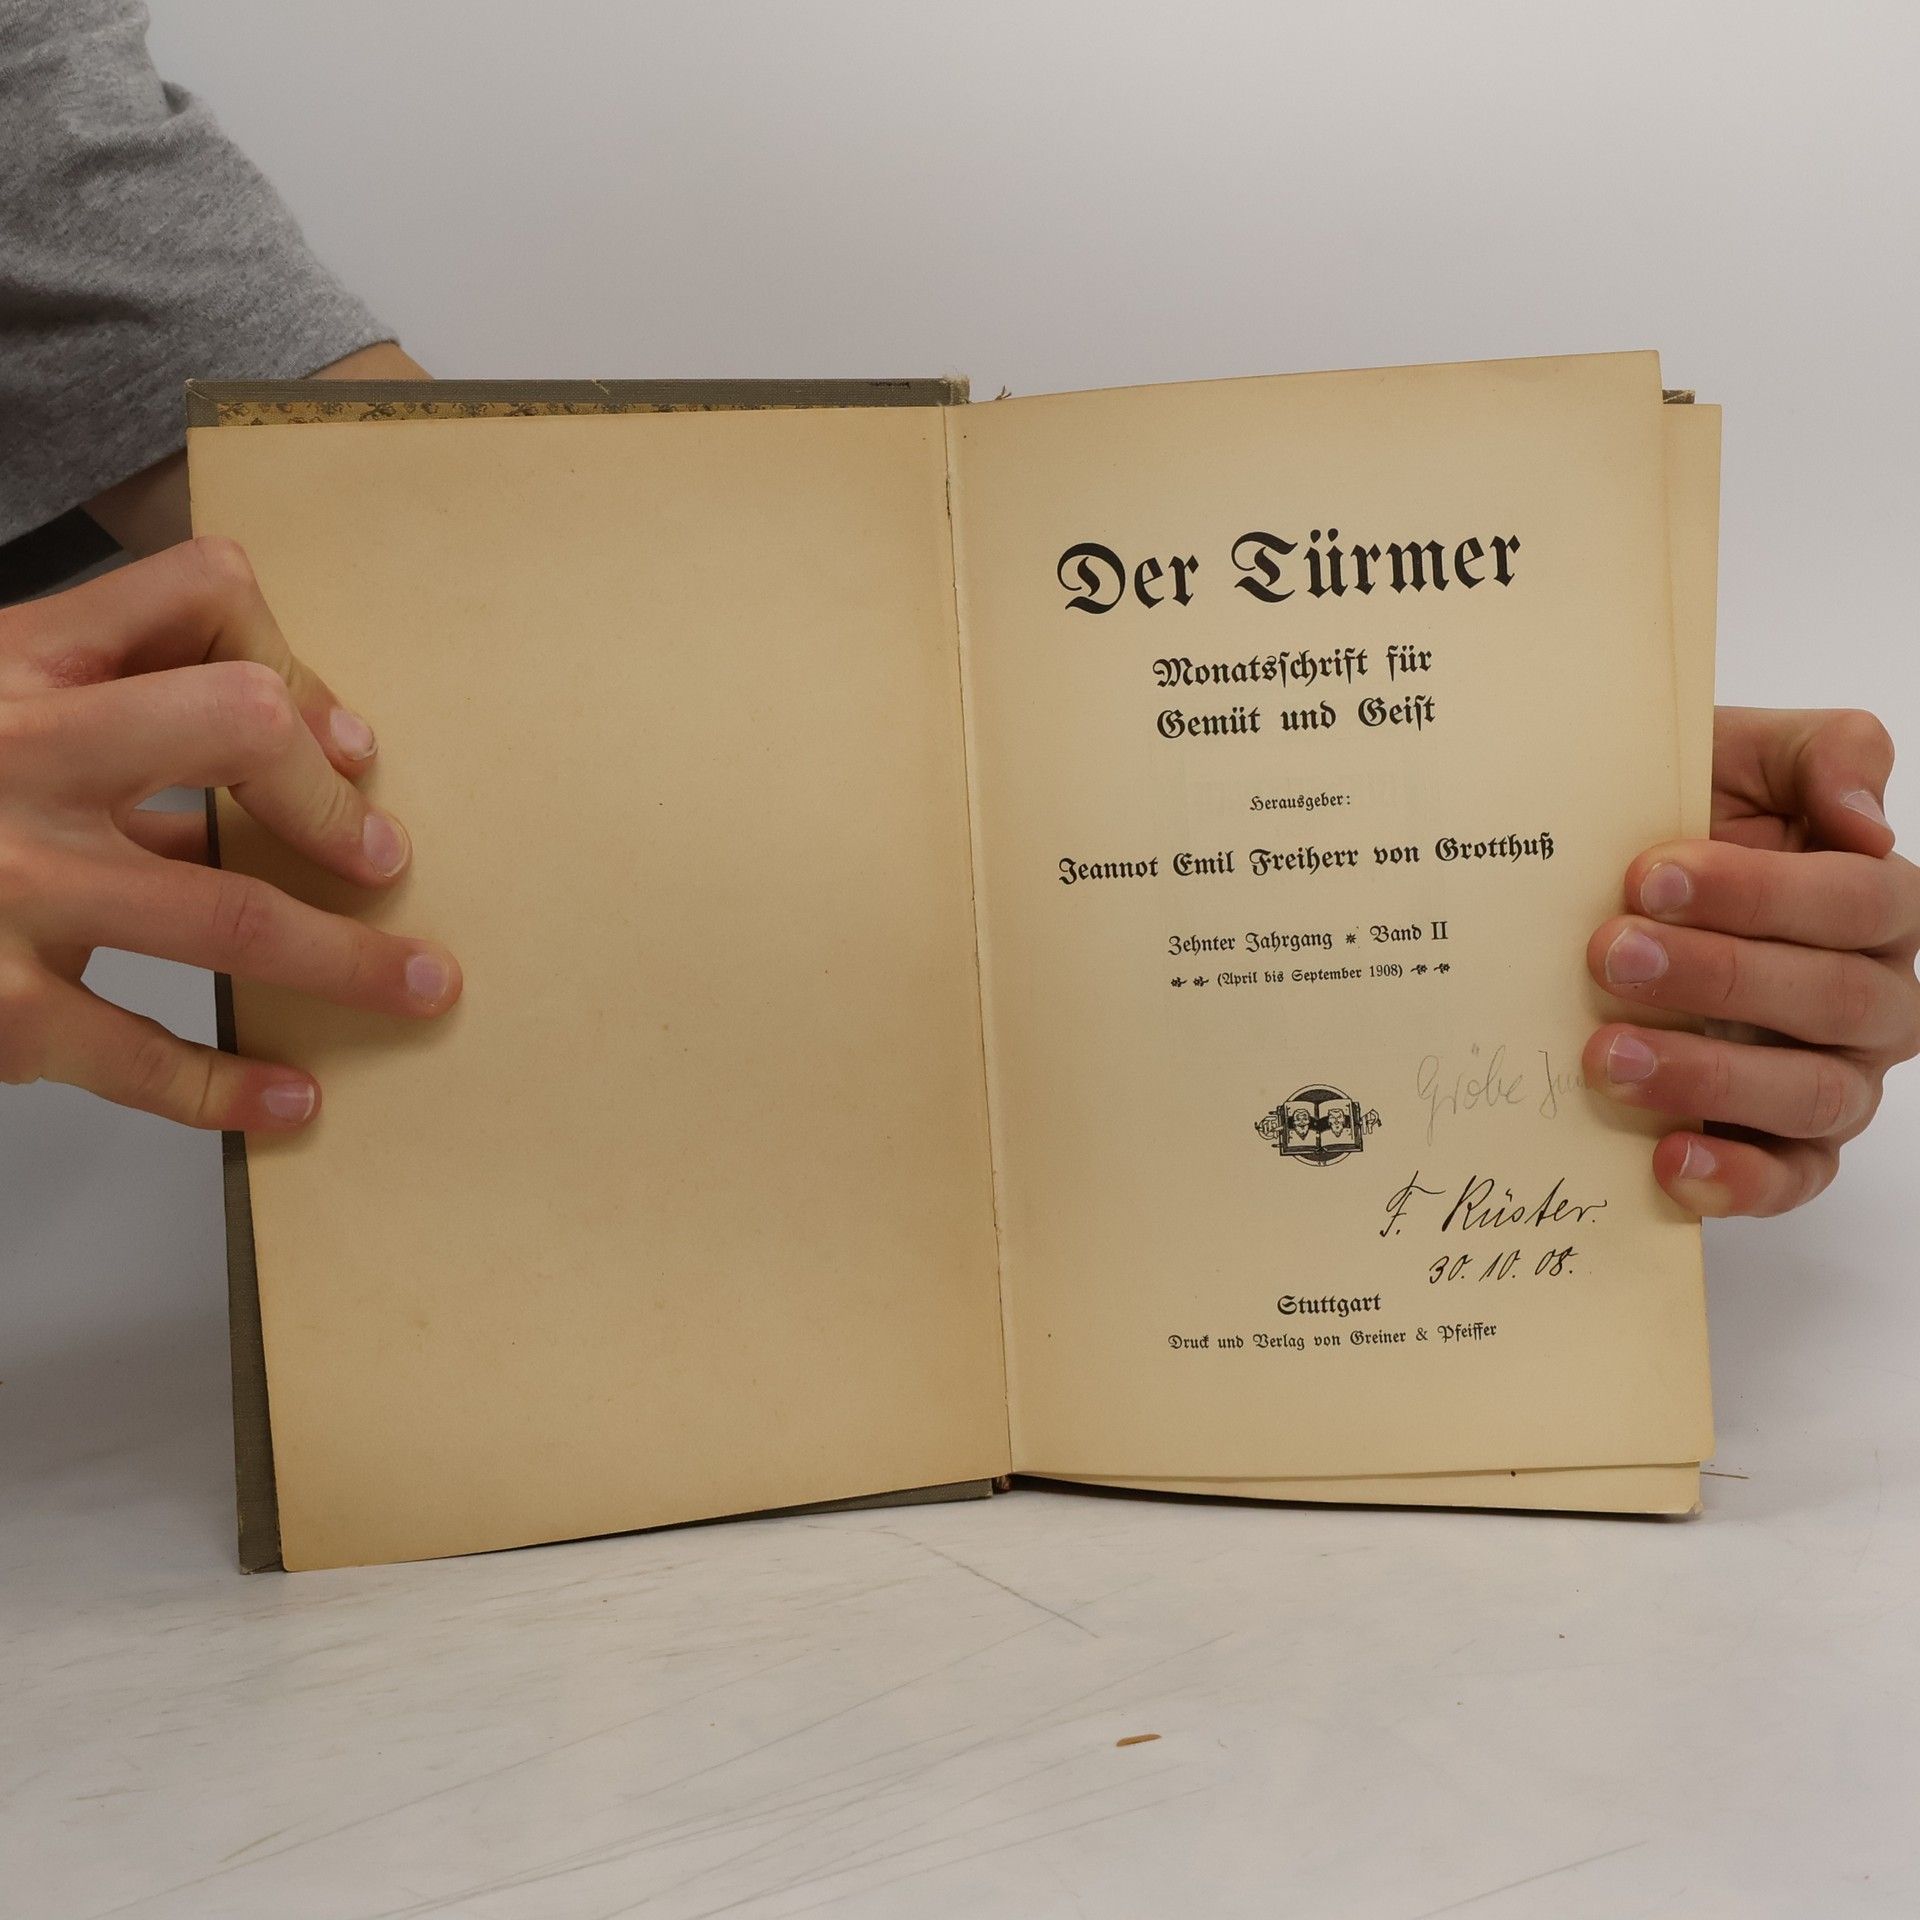 Der Türmer
Monatsſchrift für
Gemüt und Geiſt
Herausgeber:
Jeannot Emil Freiherr von Grotthuß
Zehnter Jahrgang * Band II
(April bis September 1908)
F. Küster.
30. 10. 08.
Stuttgart
Druck und Verlag von Greiner & Pfeiffer